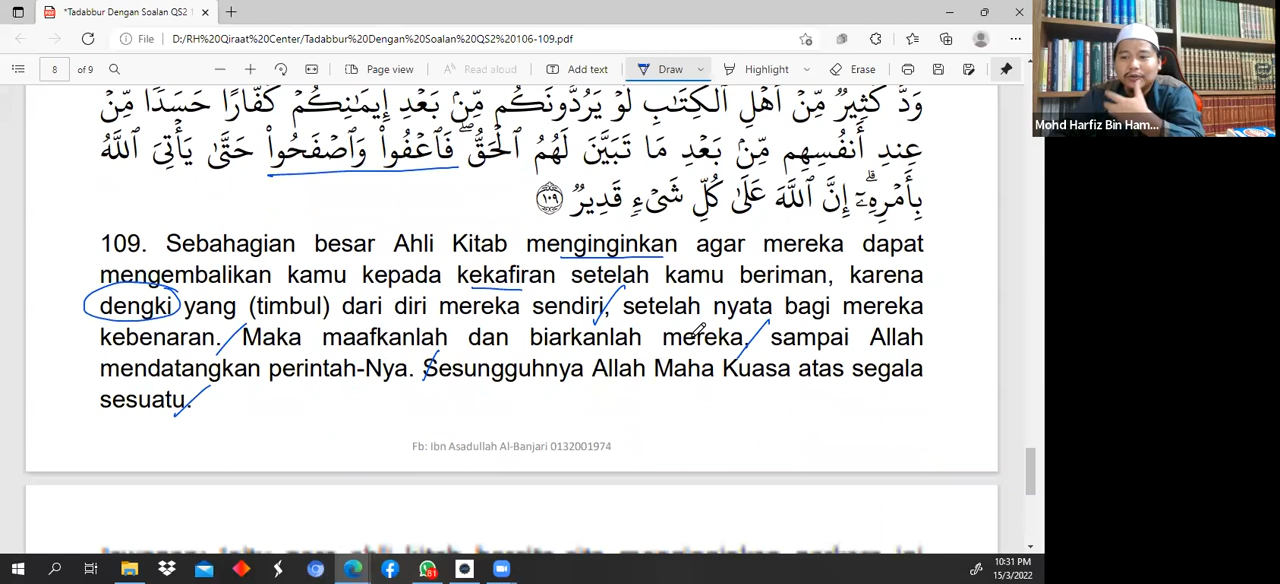 *Tadabbur Dengan Soalan QS2 1
File
D:/RH%20Qiraat%20Center/Tadabbur%20Dengan%20Soalan%20QS2%20106-109.pdf
8 of 9
Page view
Read aloud
Add text
Draw
Highlight
Erase
Mohd Harfiz Bin Ham...
وَدَّ كَثِيرٌ مِّنْ أَهْلِ ٱلْكِتَٰبِ لَوْ يَرُدُّونَكُم مِّنۢ بَعْدِ إِيمَٰنِكُمْ كُفَّارًا حَسَدًا مِّنْ
عِندِ أَنفُسِهِم مِّنۢ بَعْدِ مَا تَبَيَّنَ لَهُمُ ٱلْحَقُّ ۖ فَٱعْفُوا۟ وَٱصْفَحُوا۟ حَتَّىٰ يَأْتِىَ ٱللَّهُ
بِأَمْرِهِۦٓ ۗ إِنَّ ٱللَّهَ عَلَىٰ كُلِّ شَىْءٍ قَدِيرٌ ١٠٩
109. Sebahagian besar Ahli Kitab menginginkan agar mereka dapat
mengembalikan kamu kepada kekafiran setelah kamu beriman, karena
dengki yang (timbul) dari diri mereka sendiri, setelah nyata bagi mereka
kebenaran. Maka maafkanlah dan biarkanlah mereka, sampai Allah
mendatangkan perintah-Nya. Sesungguhnya Allah Maha Kuasa atas segala
sesuatu.
Fb: Ibn Asadullah Al-Banjari 0132001974
81
10:31 PM
15/3/2022